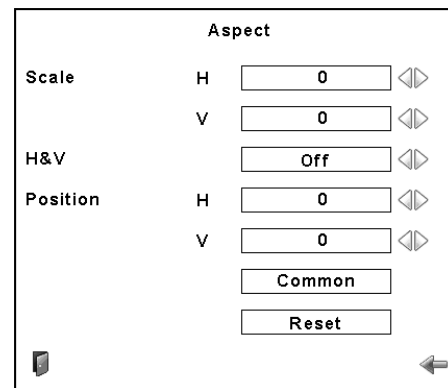 Aspect
Scale H 0
V 0
H&V Off
Position H 0
V 0
Common
Reset